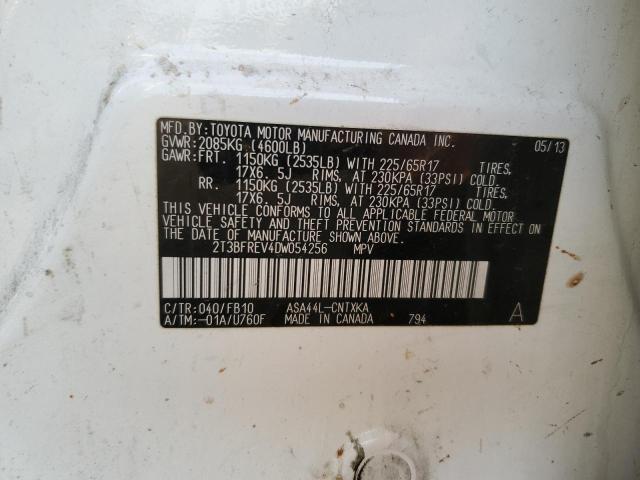 MFD.BY:TOYOTA MOTOR MANUFACTURING CANADA INC. 05/13
GVWR:2085KG (4600LB)
GAWR:FRT. 1150KG (2535LB) WITH 225/65R17 TIRES.
17X6. 5J RIMS, AT 230KPA (33PSI) COLD
RR. 1150KG (2535LB) WITH 225/65R17 TIRES,
17X6. 5J RIMS, AT 230KPA (33PSI) COLD.
THIS VEHICLE CONFORMS TO ALL APPLICABLE FEDERAL MOTOR
VEHICLE SAFETY AND THEFT PREVENTION STANDARDS IN EFFECT
ON THE DATE OF MANUFACTURE SHOWN ABOVE.
2T3BFREV4DW054256 MPV
C/TR:040/FB10 ASA44L-CNTXKA
A/TM:-01A/U760F MADE IN CANADA 794 A